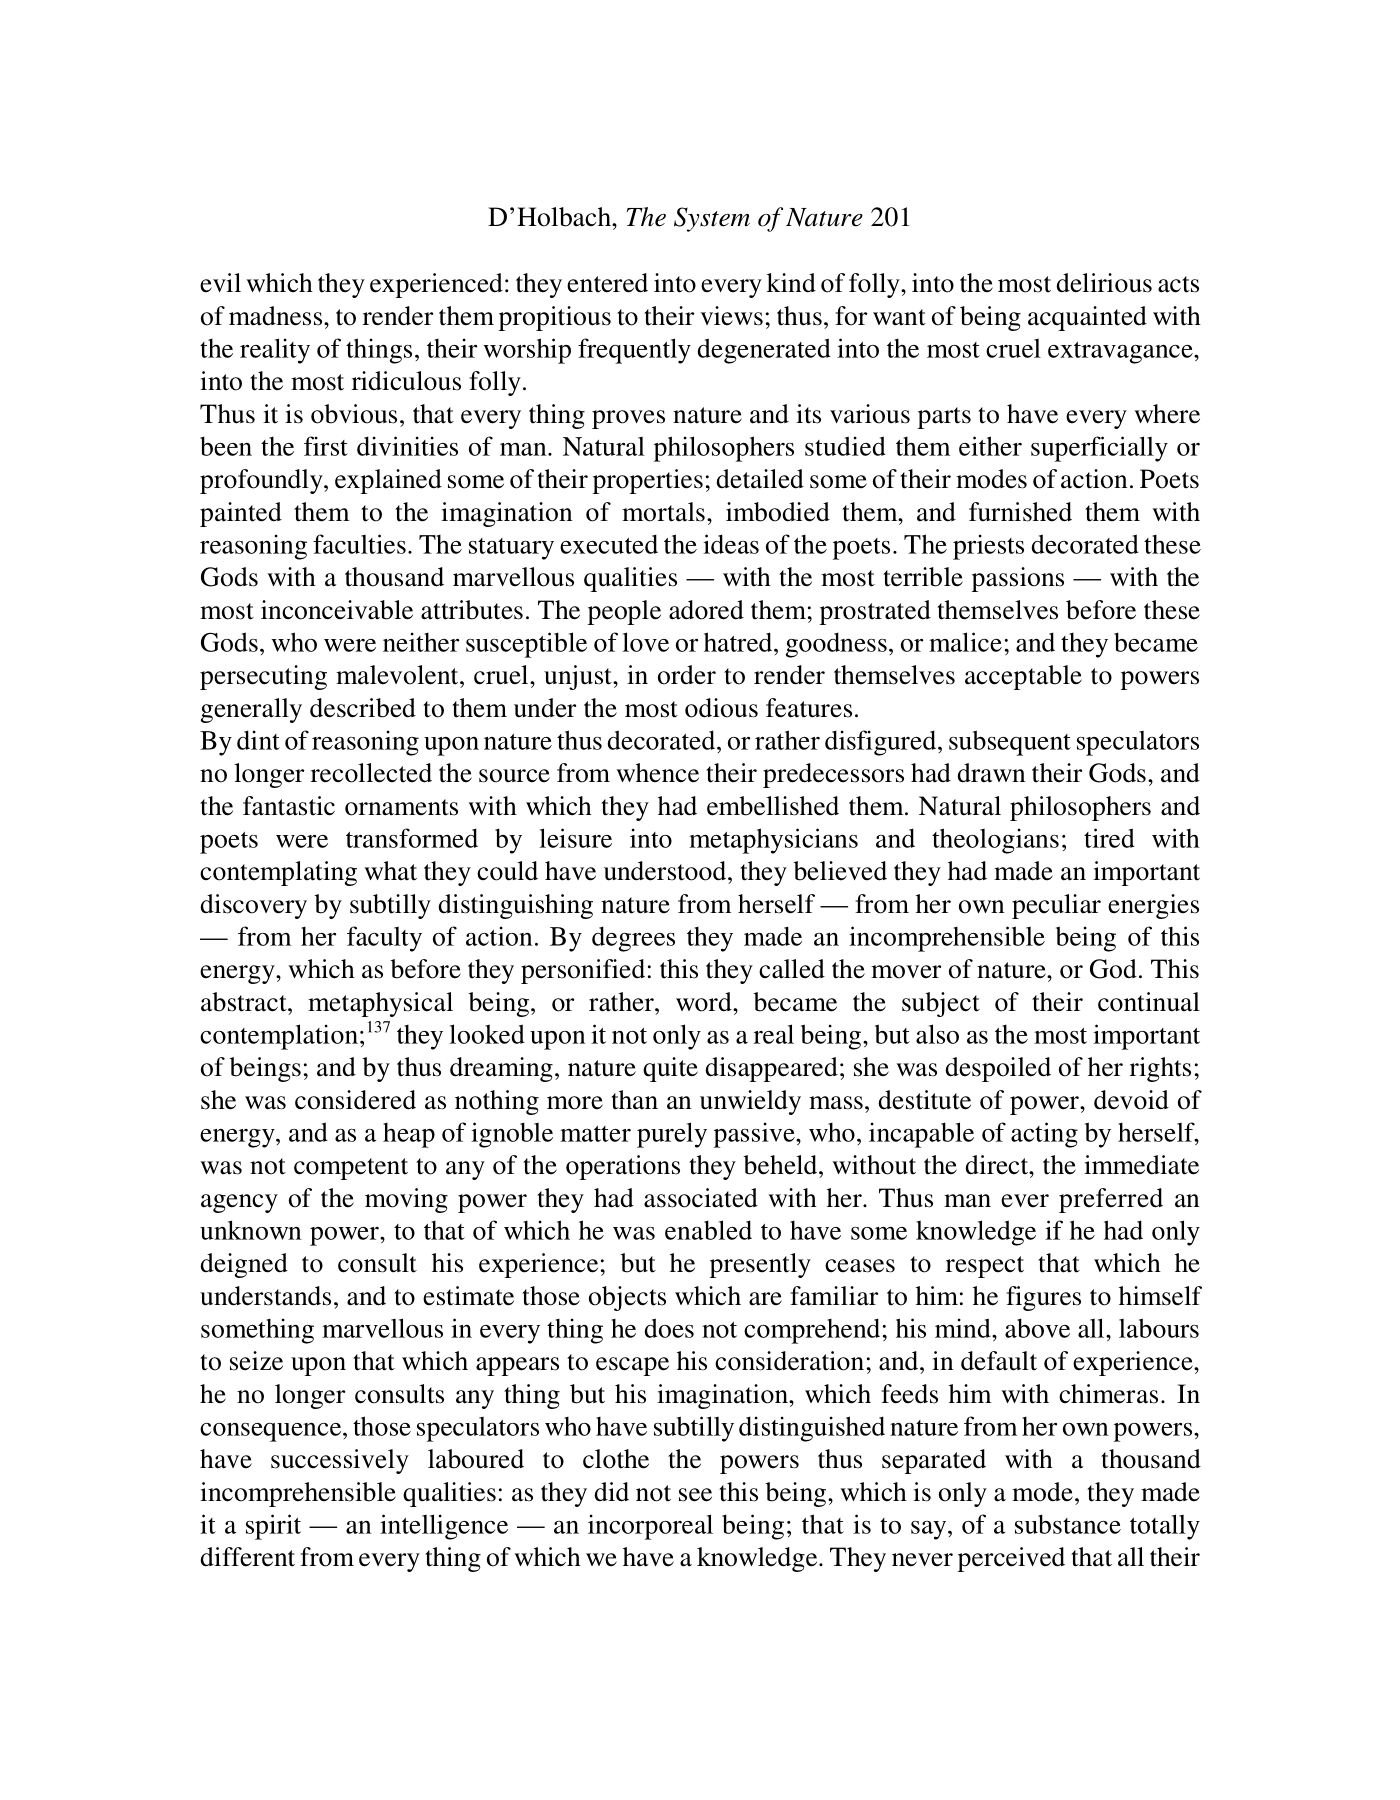 D’Holbach, The System of Nature 201
evil which they experienced: they entered into every kind of folly, into the most delirious acts
of madness, to render them propitious to their views; thus, for want of being acquainted with
the reality of things, their worship frequently degenerated into the most cruel extravagance,
into the most ridiculous folly.
Thus it is obvious, that every thing proves nature and its various parts to have every where
been the first divinities of man. Natural philosophers studied them either superficially or
profoundly, explained some of their properties; detailed some of their modes of action. Poets
painted them to the imagination of mortals, imbodied them, and furnished them with
reasoning faculties. The statuary executed the ideas of the poets. The priests decorated these
Gods with a thousand marvellous qualities — with the most terrible passions — with the
most inconceivable attributes. The people adored them; prostrated themselves before these
Gods, who were neither susceptible of love or hatred, goodness, or malice; and they became
persecuting malevolent, cruel, unjust, in order to render themselves acceptable to powers
generally described to them under the most odious features.
By dint of reasoning upon nature thus decorated, or rather disfigured, subsequent speculators
no longer recollected the source from whence their predecessors had drawn their Gods, and
the fantastic ornaments with which they had embellished them. Natural philosophers and
poets were transformed by leisure into metaphysicians and theologians; tired with
contemplating what they could have understood, they believed they had made an important
discovery by subtilly distinguishing nature from herself — from her own peculiar energies
— from her faculty of action. By degrees they made an incomprehensible being of this
energy, which as before they personified: this they called the mover of nature, or God. This
abstract, metaphysical being, or rather, word, became the subject of their continual
contemplation;137 they looked upon it not only as a real being, but also as the most important
of beings; and by thus dreaming, nature quite disappeared; she was despoiled of her rights;
she was considered as nothing more than an unwieldy mass, destitute of power, devoid of
energy, and as a heap of ignoble matter purely passive, who, incapable of acting by herself,
was not competent to any of the operations they beheld, without the direct, the immediate
agency of the moving power they had associated with her. Thus man ever preferred an
unknown power, to that of which he was enabled to have some knowledge if he had only
deigned to consult his experience; but he presently ceases to respect that which he
understands, and to estimate those objects which are familiar to him: he figures to himself
something marvellous in every thing he does not comprehend; his mind, above all, labours
to seize upon that which appears to escape his consideration; and, in default of experience,
he no longer consults any thing but his imagination, which feeds him with chimeras. In
consequence, those speculators who have subtilly distinguished nature from her own powers,
have successively laboured to clothe the powers thus separated with a thousand
incomprehensible qualities: as they did not see this being, which is only a mode, they made
it a spirit — an intelligence — an incorporeal being; that is to say, of a substance totally
different from every thing of which we have a knowledge. They never perceived that all their